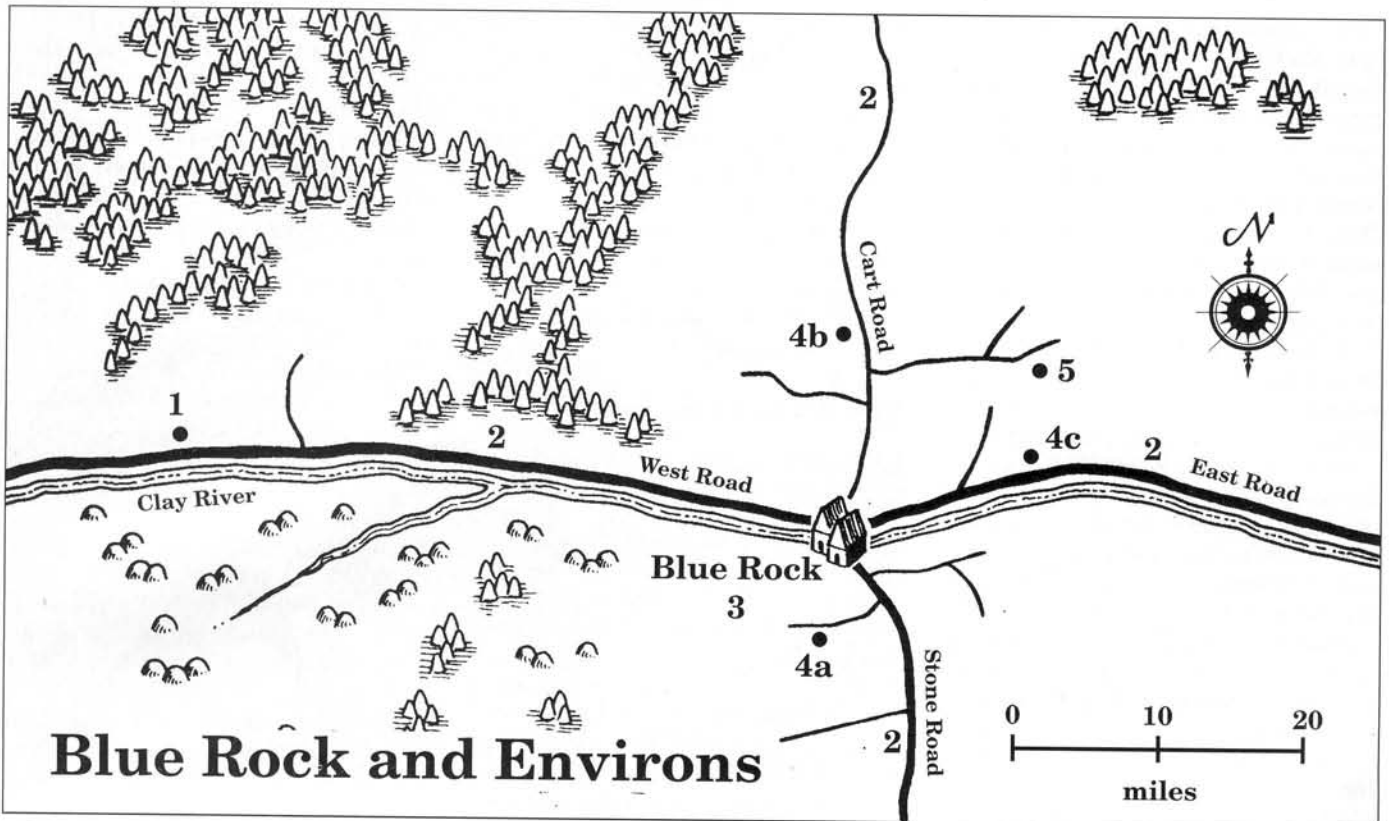 2
N
Cart Road
4b
5
1
2
4c
2
West Road
East Road
Clay River
Blue Rock
3
4a
Stone Road
2
0 10 20
miles
Blue Rock and Environs